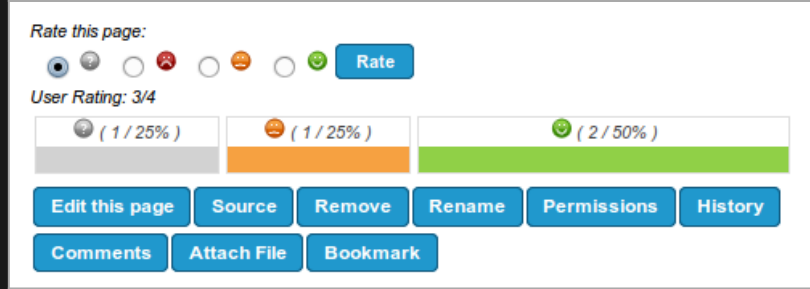 Rate this page:
Rate
User Rating: 3/4
( 1 / 25% ) ( 1 / 25% ) ( 2 / 50% )
Edit this page Source Remove Rename Permissions History
Comments Attach File Bookmark